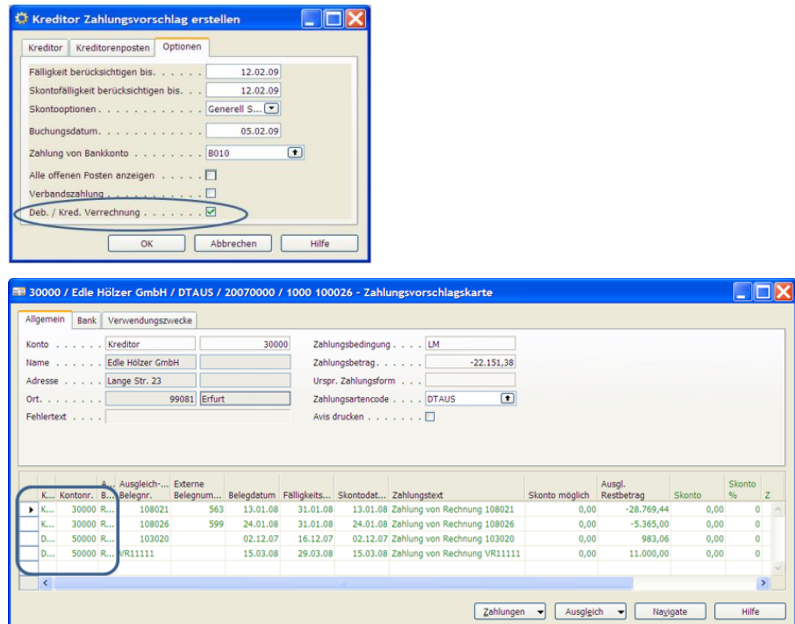 Kreditor Zahlungsvorschlag erstellen
Kreditor Kreditorenposten Optionen
Fälligkeit berücksichtigen bis. . . . . . 12.02.09
Skontofälligkeit berücksichtigen bis. . . 12.02.09
Skontooptionen . . . . . . . . . . . . Generell S...
Buchungsdatum. . . . . . . . . . . . 05.02.09
Zahlung von Bankkonto . . . . . . . . B010
Alle offenen Posten anzeigen . . . . .
Verbandszahlung . . . . . . . . . . .
Deb. / Kred. Verrechnung . . . . . . .
OK Abbrechen Hilfe
30000 / Edle Hölzer GmbH / DTAUS / 20070000 / 1000 100026 - Zahlungsvorschlagskarte
Allgemein Bank Verwendungszwecke
Konto . . . . . . Kreditor 30000 Zahlungsbedingung . . . . LM
Name . . . . . . Edle Hölzer GmbH Zahlungsbetrag. . . . . . -22.151,38
Adresse . . . . . Lange Str. 23 Urspr. Zahlungsform . . .
Ort. . . . . . . . 99081 Erfurt Zahlungsartencode . . . . DTAUS
Fehlertext . . . . Avis drucken . . . . . . .
A... Ausgleich-... Externe Ausgl. Skonto
K... Kontonr. B... Belegnr. Belegnum... Belegdatum Fälligkeits... Skontodat... Zahlungstext Skonto möglich Restbetrag Skonto % Z
K... 30000 R... 108021 563 13.01.08 31.01.08 13.01.08 Zahlung von Rechnung 108021 0,00 -28.769,44 0,00 0
K... 30000 R... 108026 599 24.01.08 31.01.08 24.01.08 Zahlung von Rechnung 108026 0,00 -5.365,00 0,00 0
D... 50000 R... 103020 02.12.07 16.12.07 02.12.07 Zahlung von Rechnung 103020 0,00 983,06 0,00 0
D... 50000 R... VR11111 15.03.08 29.03.08 15.03.08 Zahlung von Rechnung VR11111 0,00 11.000,00 0,00 0
Zahlungen Ausgleich Navigate Hilfe